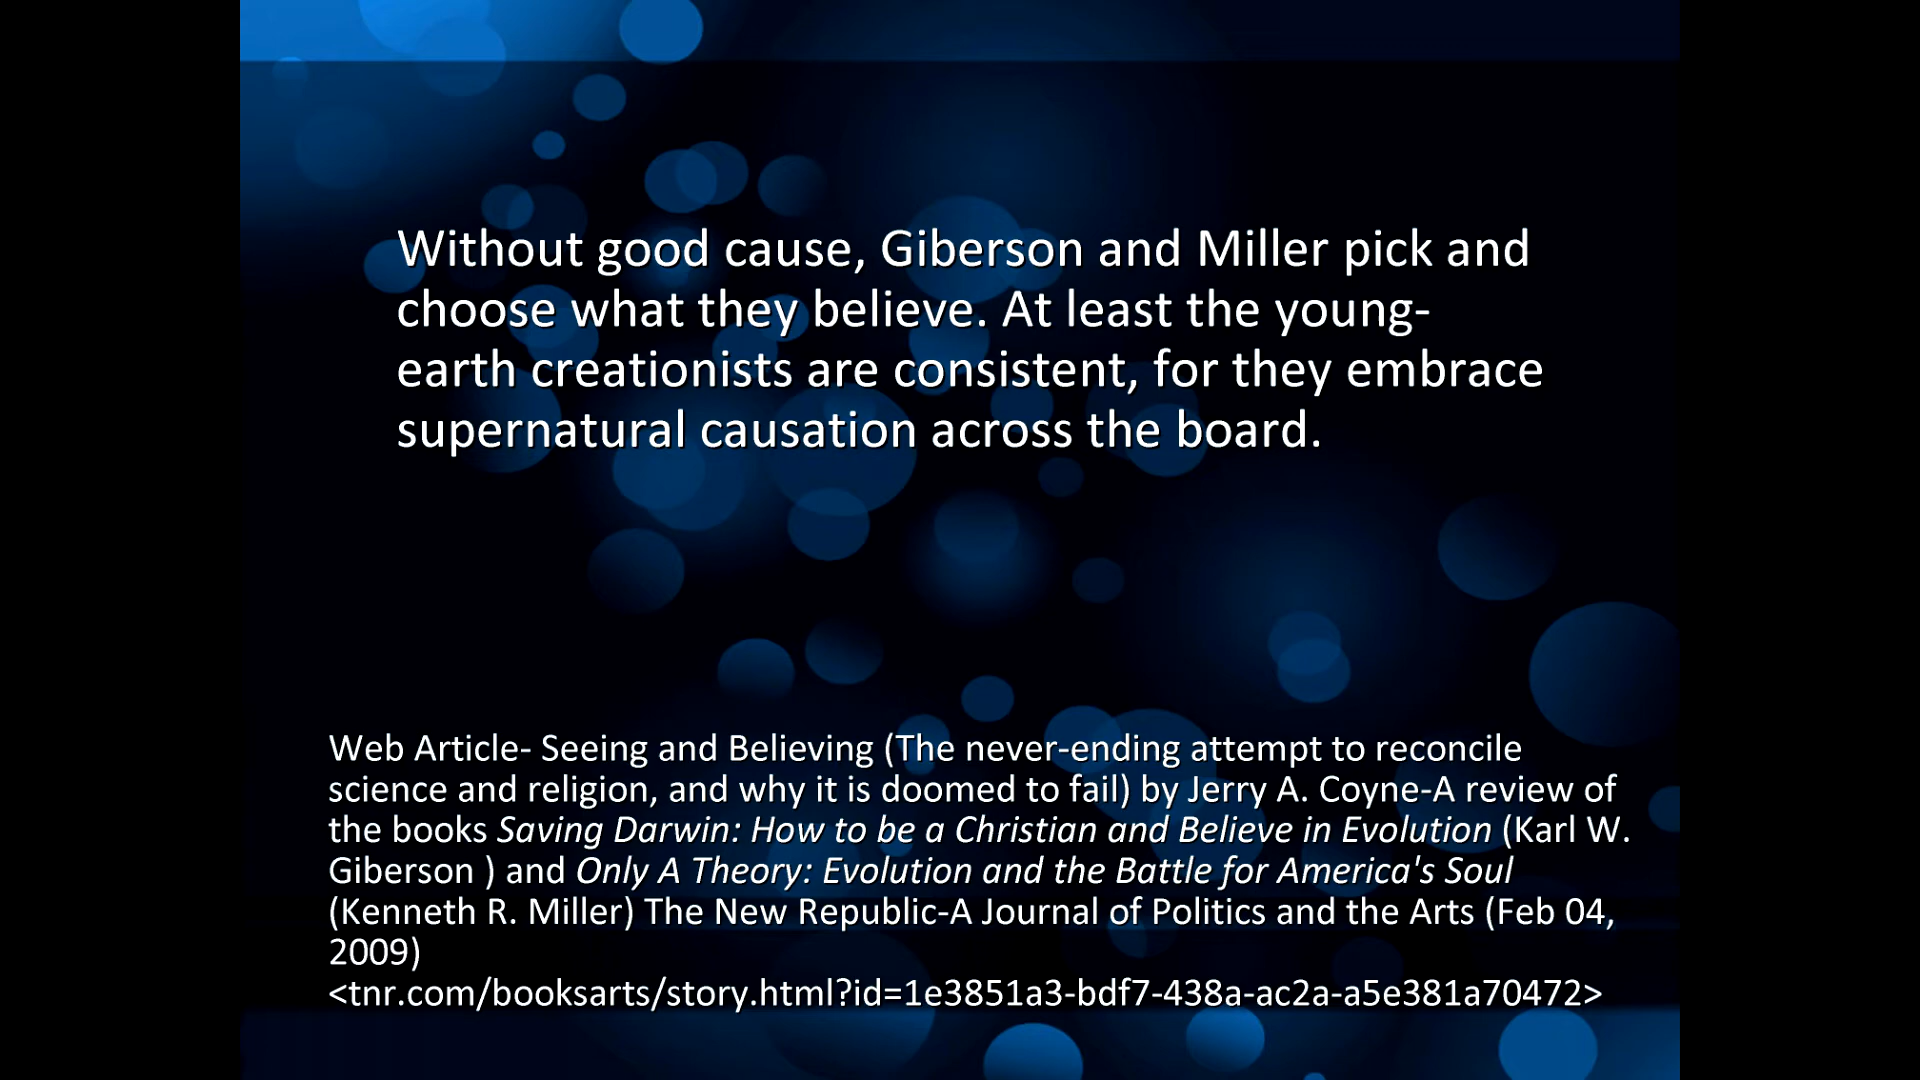 Without good cause, Giberson and Miller pick and
choose what they believe. At least the young-
earth creationists are consistent, for they embrace
supernatural causation across the board.
Web Article- Seeing and Believing (The never-ending attempt to reconcile
science and religion, and why it is doomed to fail) by Jerry A. Coyne-A review of
the books Saving Darwin: How to be a Christian and Believe in Evolution (Karl W.
Giberson ) and Only A Theory: Evolution and the Battle for America's Soul
(Kenneth R. Miller) The New Republic-A Journal of Politics and the Arts (Feb 04,
2009)
<tnr.com/booksarts/story.html?id=1e3851a3-bdf7-438a-ac2a-a5e381a70472>